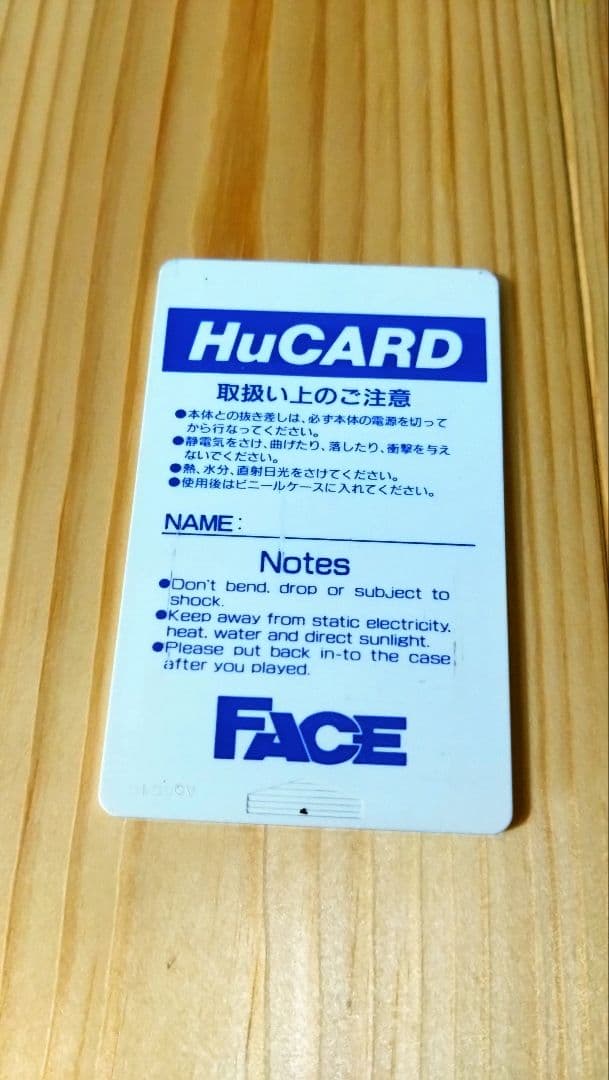 HuCARD
取扱い上のご注意
●本体との抜き差しは、必ず本体の電源を切って
から行なってください。
●静電気をさけ、曲げたり、落したり、衝撃を与え
ないでください。
●熱、水分、直射日光をさけてください。
●使用後はビニールケースに入れてください。
NAME:
Notes
●Don't bend, drop or subject to
shock.
●Keep away from static electricity,
heat, water and direct sunlight.
●Please put back in-to the case
after you played.
FACE